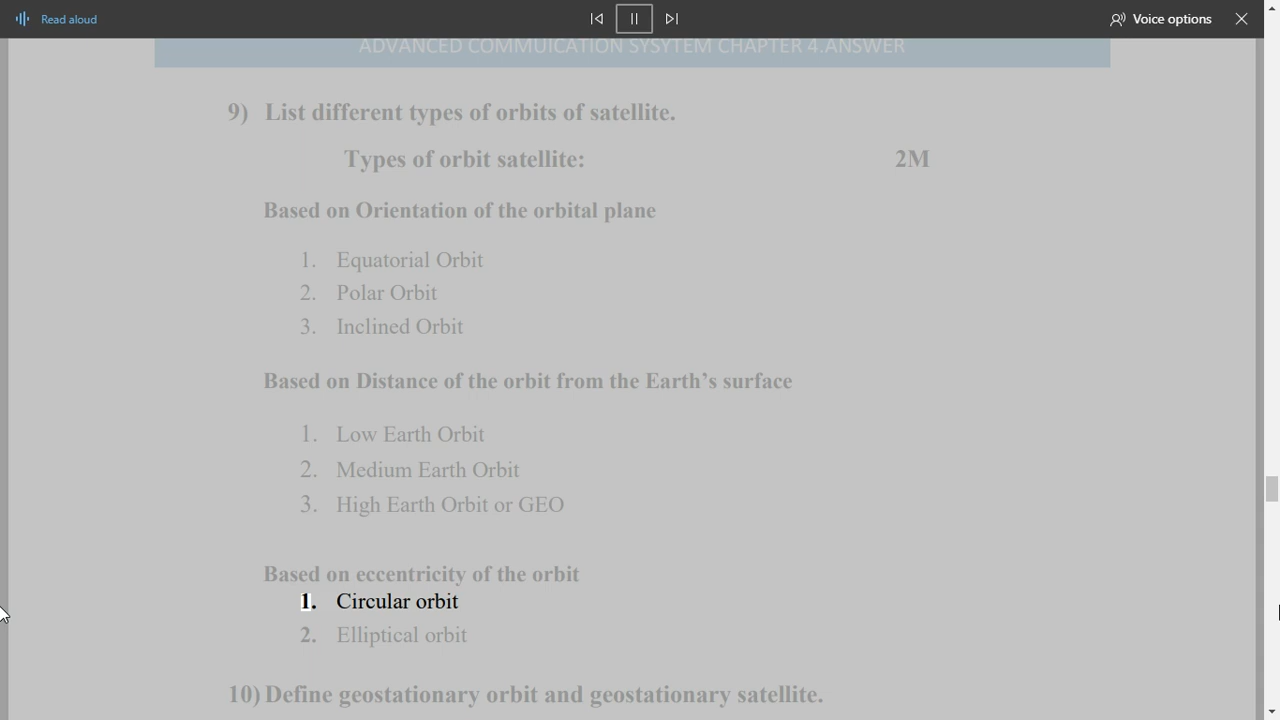 Read aloud
Voice options
ADVANCED COMMUICATION SYSYTEM CHAPTER 4.ANSWER
9) List different types of orbits of satellite.
Types of orbit satellite: 2M
Based on Orientation of the orbital plane
1. Equatorial Orbit
2. Polar Orbit
3. Inclined Orbit
Based on Distance of the orbit from the Earth’s surface
1. Low Earth Orbit
2. Medium Earth Orbit
3. High Earth Orbit or GEO
Based on eccentricity of the orbit
1. Circular orbit
2. Elliptical orbit
10) Define geostationary orbit and geostationary satellite.